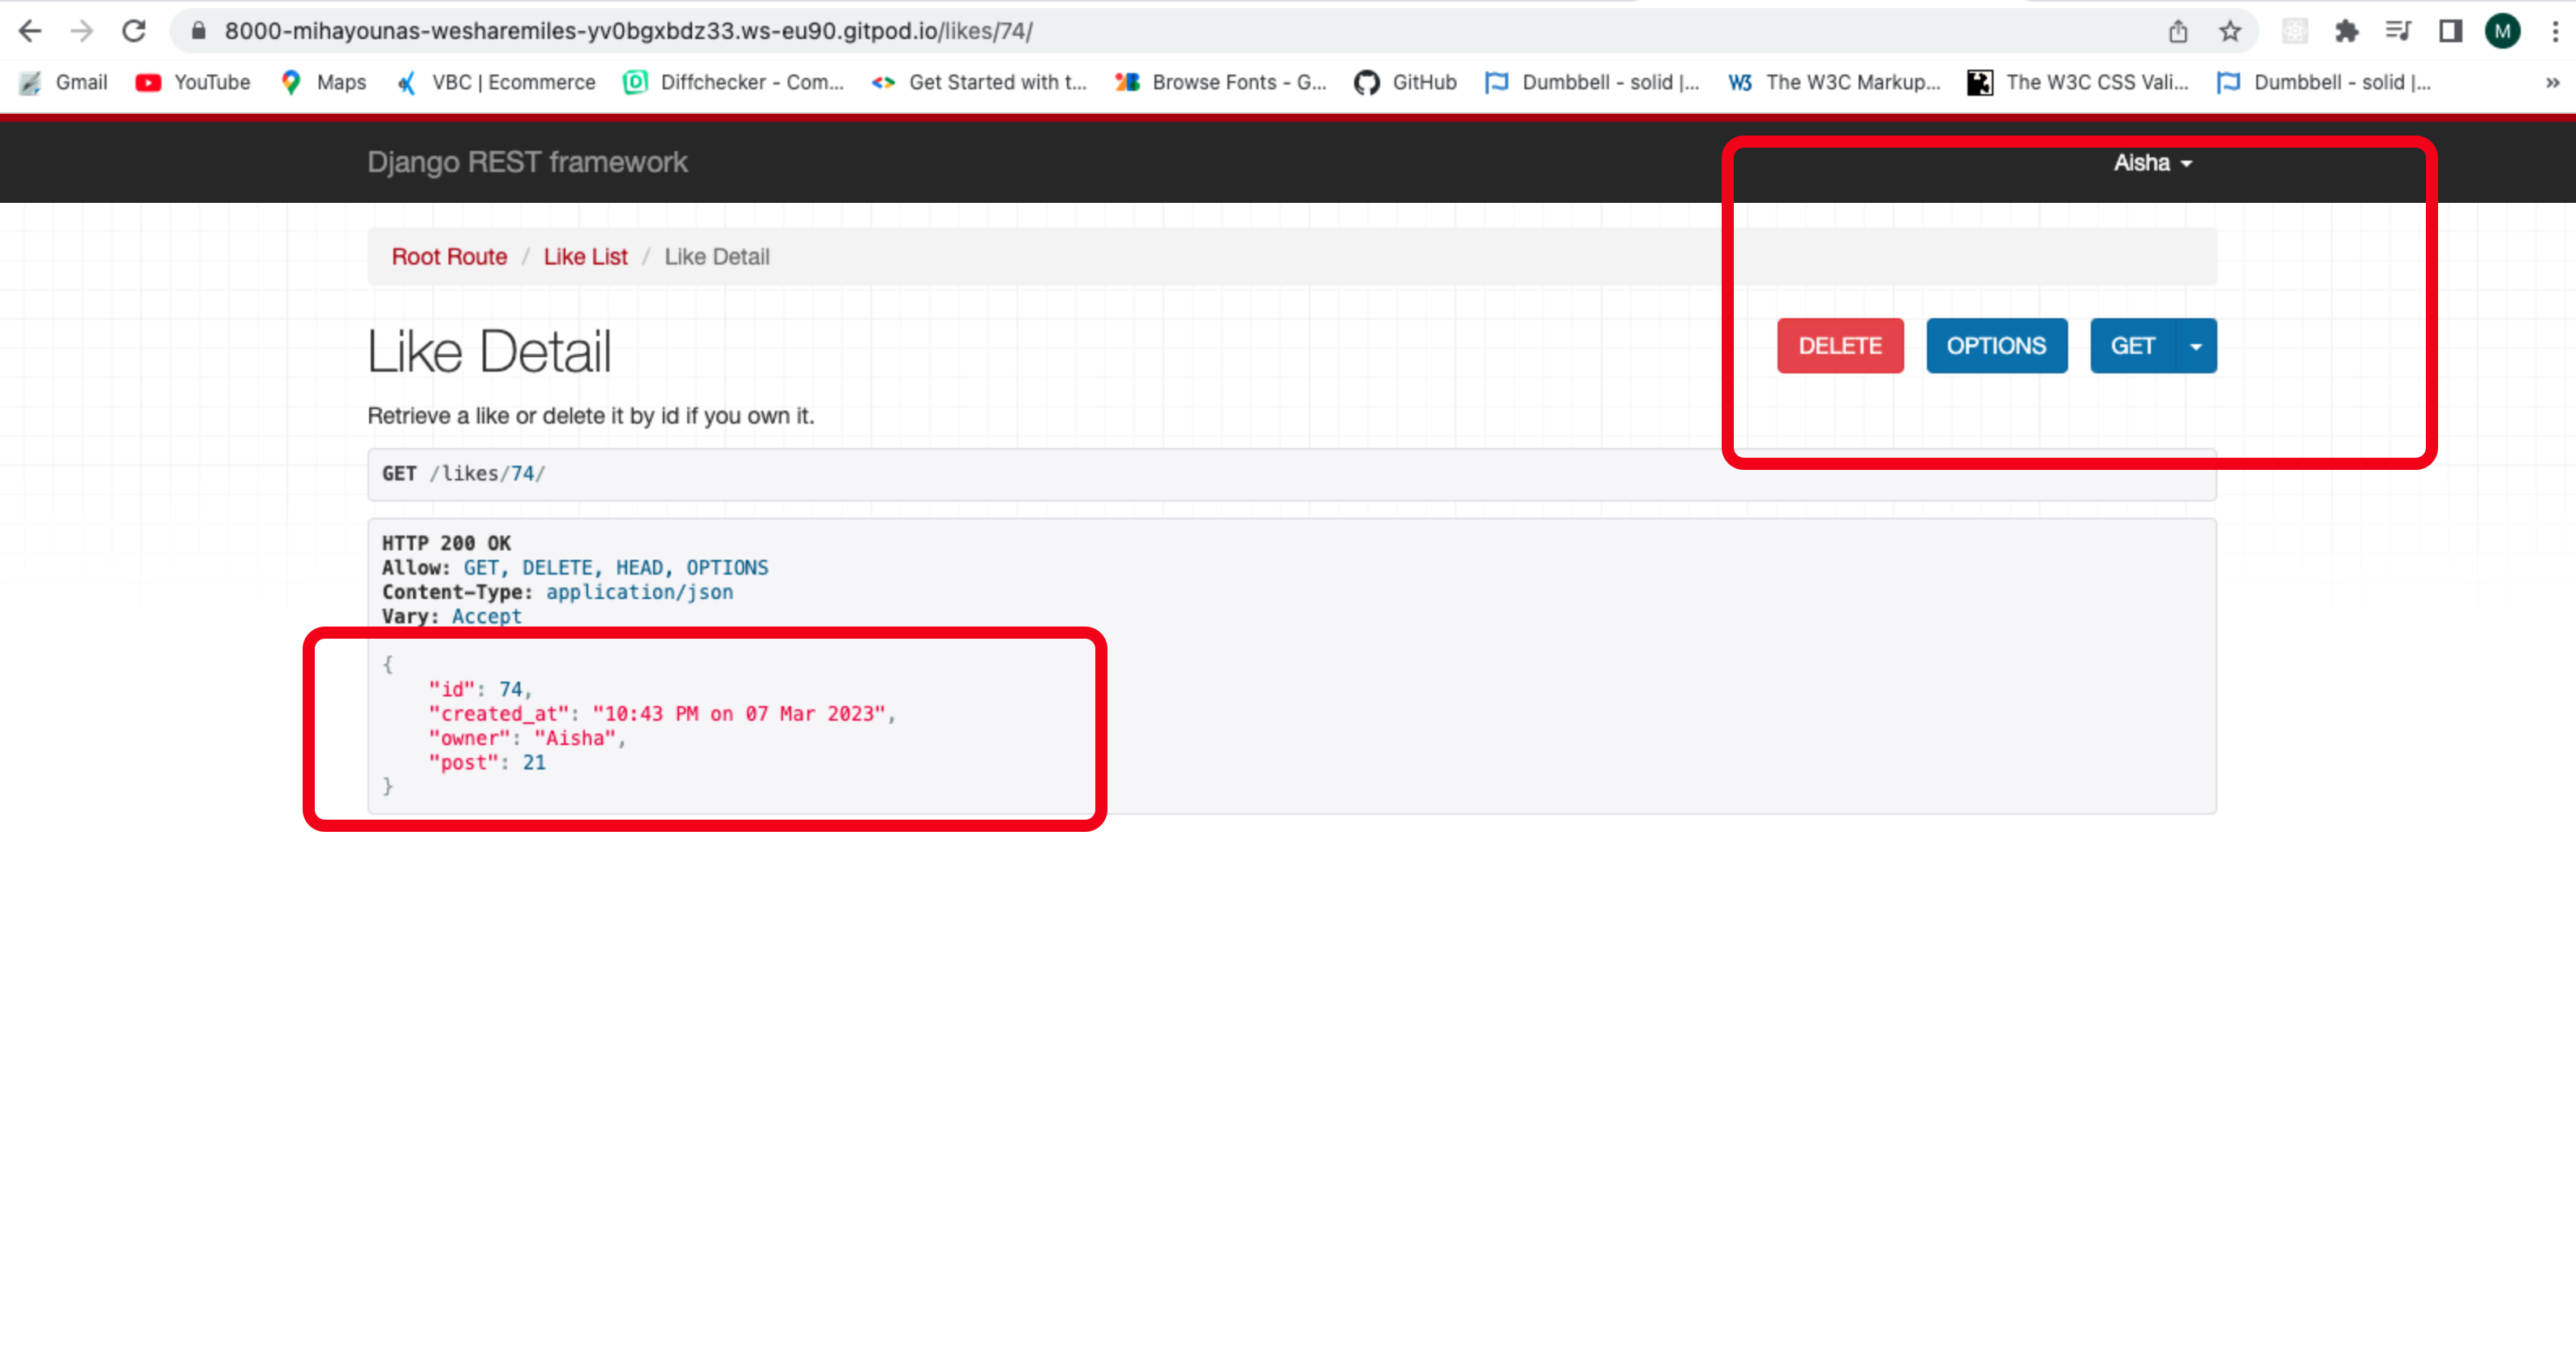 8000-mihayounas-wesharemiles-yv0bgxbdz33.ws-eu90.gitpod.io/likes/74/
M
Gmail YouTube Maps VBC | Ecommerce Diffchecker - Com... Get Started with t... Browse Fonts - G... GitHub Dumbbell - solid |... The W3C Markup... The W3C CSS Vali... Dumbbell - solid |... »
Django REST framework
Aisha
Root Route / Like List / Like Detail
Like Detail
DELETE OPTIONS GET
Retrieve a like or delete it by id if you own it.
GET /likes/74/
HTTP 200 OK
Allow: GET, DELETE, HEAD, OPTIONS
Content-Type: application/json
Vary: Accept
{
"id": 74,
"created_at": "10:43 PM on 07 Mar 2023",
"owner": "Aisha",
"post": 21
}